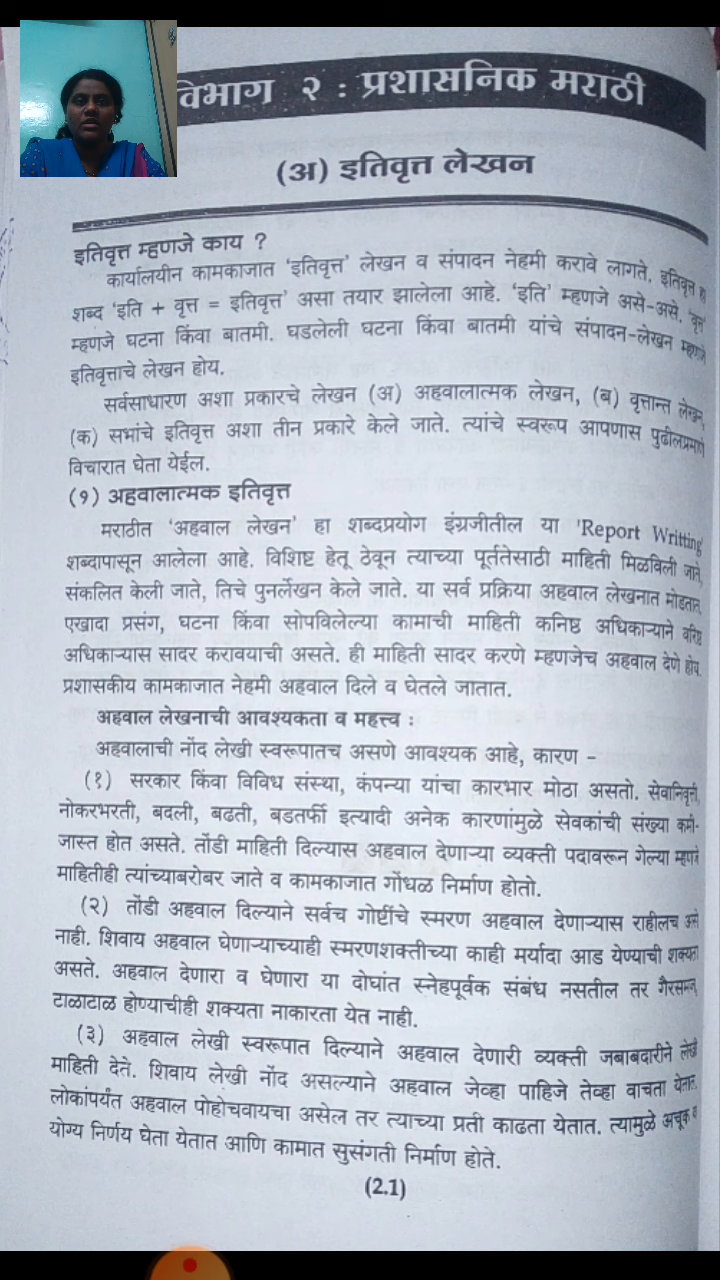 विभाग २ : प्रशासनिक मराठी
(अ) इतिवृत्त लेखन
इतिवृत्त म्हणजे काय ?
कार्यालयीन कामकाजात ‘इतिवृत्त’ लेखन व संपादन नेहमी करावे लागते. इतिवृत्त हा
शब्द ‘इति + वृत्त = इतिवृत्त’ असा तयार झालेला आहे. ‘इति’ म्हणजे असे-असे. ‘वृत्त’
म्हणजे घटना किंवा बातमी. घडलेली घटना किंवा बातमी यांचे संपादन-लेखन म्हणजे
इतिवृत्ताचे लेखन होय.
सर्वसाधारण अशा प्रकारचे लेखन (अ) अहवालात्मक लेखन, (ब) वृत्तान्त लेखन,
(क) सभांचे इतिवृत्त अशा तीन प्रकारे केले जाते. त्यांचे स्वरूप आपणास पुढीलप्रमाणे
विचारात घेता येईल.
(१) अहवालात्मक इतिवृत्त
मराठीत ‘अहवाल लेखन’ हा शब्दप्रयोग इंग्रजीतील या 'Report Writting'
शब्दापासून आलेला आहे. विशिष्ट हेतू ठेवून त्याच्या पूर्ततेसाठी माहिती मिळविली जाते,
संकलित केली जाते, तिचे पुनर्लेखन केले जाते. या सर्व प्रक्रिया अहवाल लेखनात मोडतात.
एखादा प्रसंग, घटना किंवा सोपविलेल्या कामाची माहिती कनिष्ठ अधिकाऱ्याने वरिष्ठ
अधिकाऱ्यास सादर करावयाची असते. ही माहिती सादर करणे म्हणजेच अहवाल देणे होय.
प्रशासकीय कामकाजात नेहमी अहवाल दिले व घेतले जातात.
अहवाल लेखनाची आवश्यकता व महत्त्व :
अहवालाची नोंद लेखी स्वरूपातच असणे आवश्यक आहे, कारण -
(१) सरकार किंवा विविध संस्था, कंपन्या यांचा कारभार मोठा असतो. सेवानिवृत्ती,
नोकरभरती, बदली, बढती, बडतर्फी इत्यादी अनेक कारणांमुळे सेवकांची संख्या कमी-
जास्त होत असते. तोंडी माहिती दिल्यास अहवाल देणाऱ्या व्यक्ती पदावरून गेल्या म्हणजे
माहितीही त्यांच्याबरोबर जाते व कामकाजात गोंधळ निर्माण होतो.
(२) तोंडी अहवाल दिल्याने सर्वच गोष्टींचे स्मरण अहवाल देणाऱ्यास राहीलच असे
नाही. शिवाय अहवाल घेणाऱ्याच्याही स्मरणशक्तीच्या काही मर्यादा आड येण्याची शक्यता
असते. अहवाल देणारा व घेणारा या दोघांत स्नेहपूर्वक संबंध नसतील तर गैरसमज,
टाळाटाळ होण्याचीही शक्यता नाकारता येत नाही.
(३) अहवाल लेखी स्वरूपात दिल्याने अहवाल देणारी व्यक्ती जबाबदारीने लेखी
माहिती देते. शिवाय लेखी नोंद असल्याने अहवाल जेव्हा पाहिजे तेव्हा वाचता येतात.
लोकांपर्यंत अहवाल पोहोचवायचा असेल तर त्याच्या प्रती काढता येतात. त्यामुळे अचूक व
योग्य निर्णय घेता येतात आणि कामात सुसंगती निर्माण होते.
(2.1)